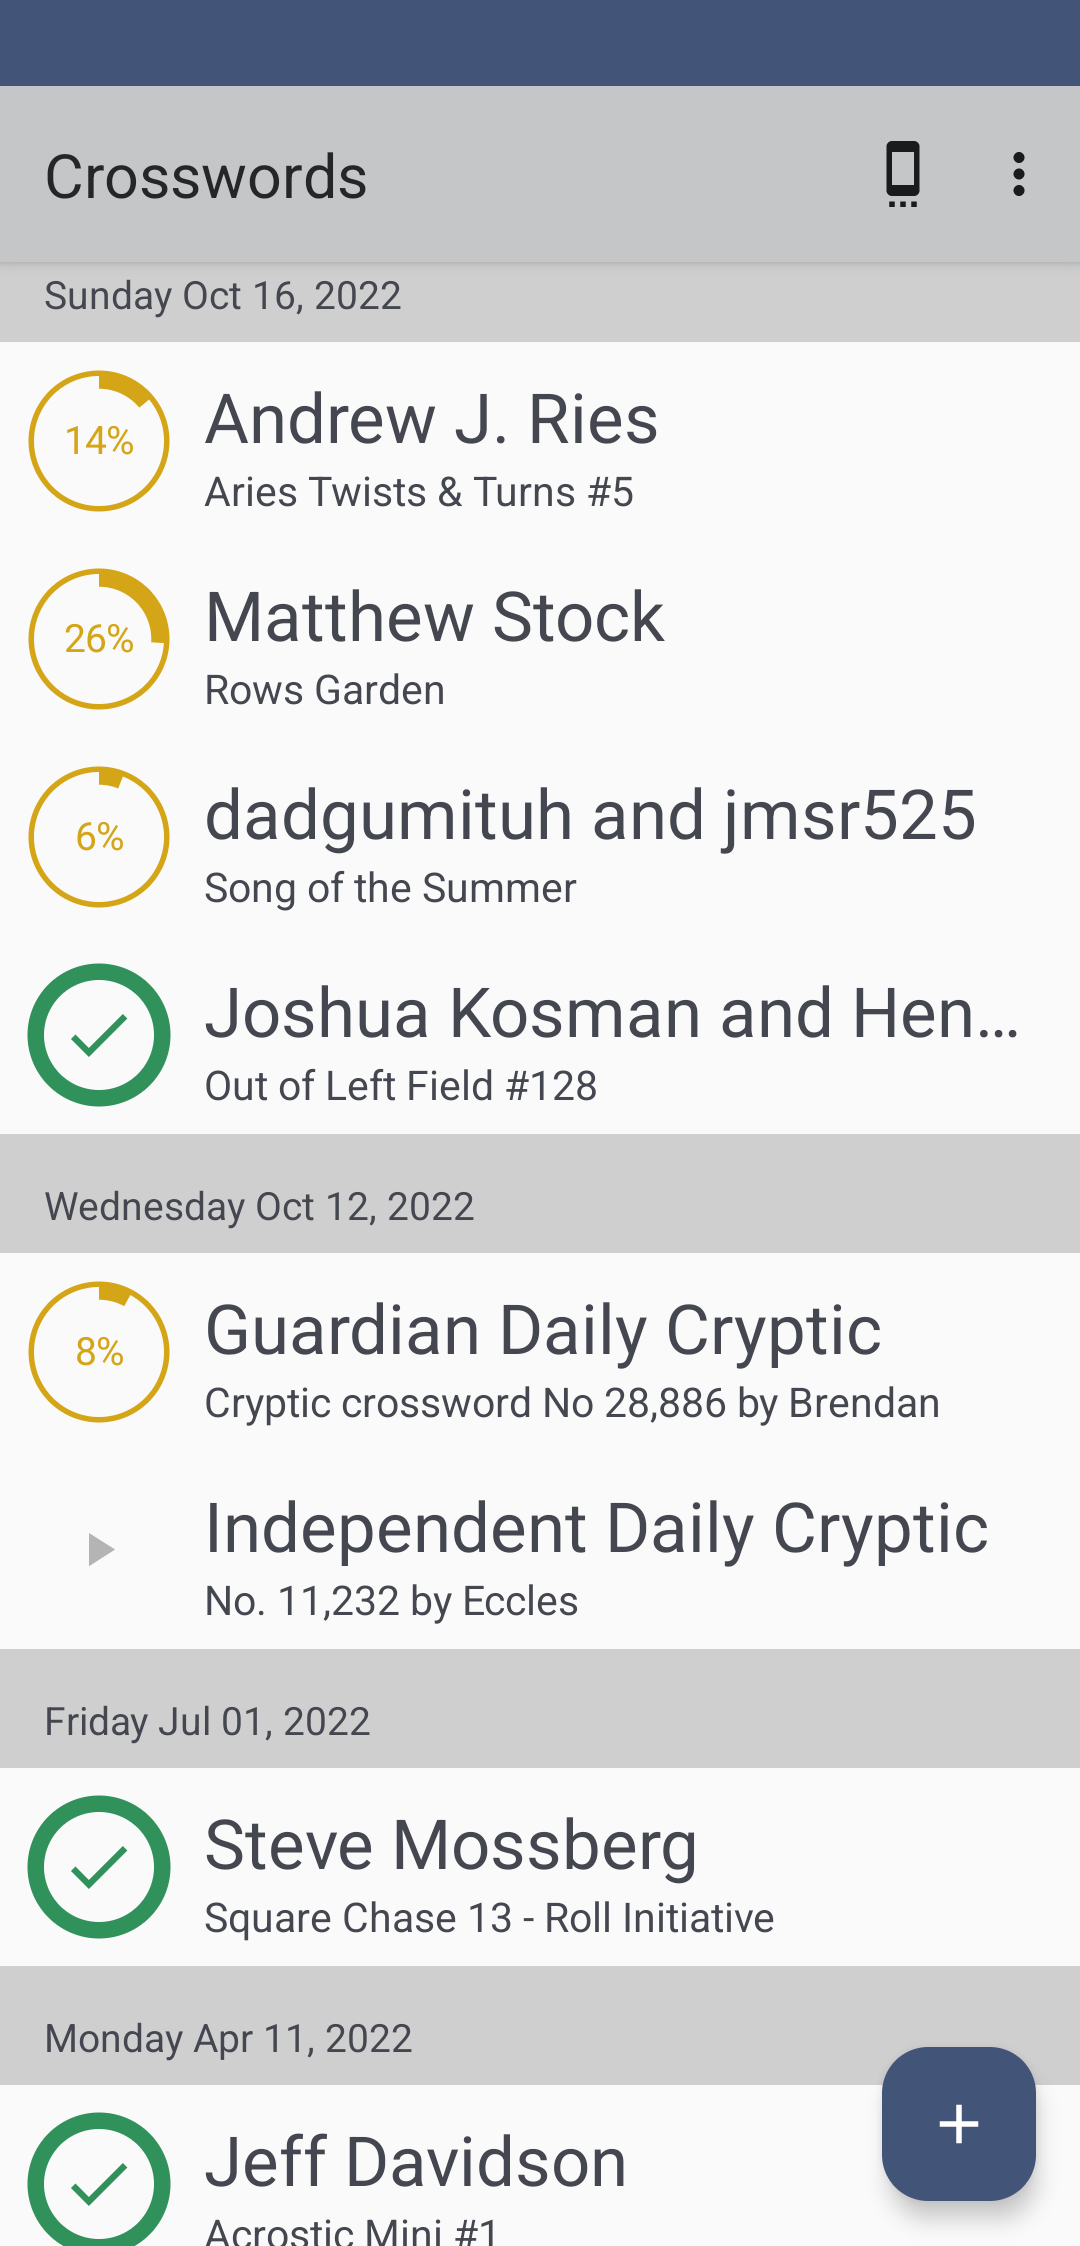 Crosswords
Sunday Oct 16, 2022
14%
Andrew J. Ries
Aries Twists & Turns #5
26%
Matthew Stock
Rows Garden
6%
dadgumituh and jmsr525
Song of the Summer
Joshua Kosman and Hen…
Out of Left Field #128
Wednesday Oct 12, 2022
8%
Guardian Daily Cryptic
Cryptic crossword No 28,886 by Brendan
Independent Daily Cryptic
No. 11,232 by Eccles
Friday Jul 01, 2022
Steve Mossberg
Square Chase 13 - Roll Initiative
Monday Apr 11, 2022
Jeff Davidson
Acrostic Mini #1